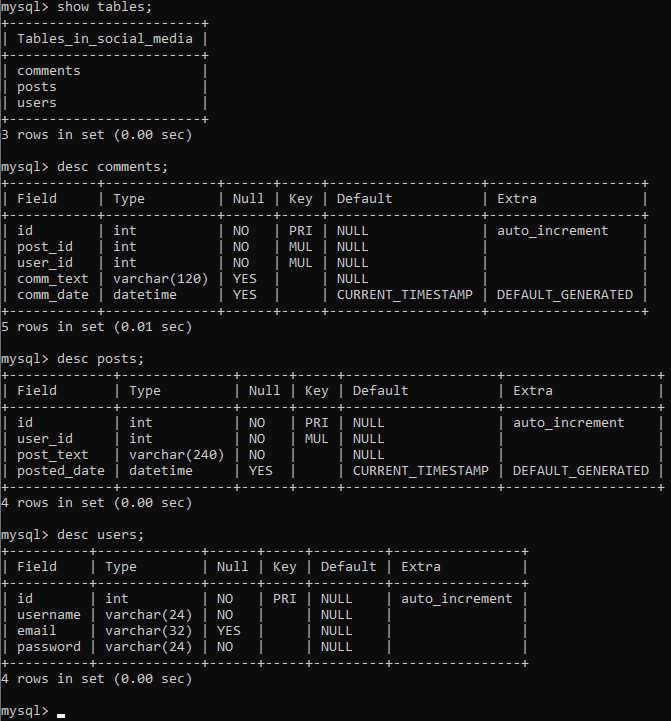 mysql> show tables;
+------------------------+
| Tables_in_social_media |
+------------------------+
| comments               |
| posts                  |
| users                  |
+------------------------+
3 rows in set (0.00 sec)
mysql> desc comments;
+-----------+--------------+------+-----+-------------------+-------------------+
| Field     | Type         | Null | Key | Default           | Extra             |
+-----------+--------------+------+-----+-------------------+-------------------+
| id        | int          | NO   | PRI | NULL              | auto_increment    |
| post_id   | int          | NO   | MUL | NULL              |                   |
| user_id   | int          | NO   | MUL | NULL              |                   |
| comm_text | varchar(120) | YES  |     | NULL              |                   |
| comm_date | datetime     | YES  |     | CURRENT_TIMESTAMP | DEFAULT_GENERATED |
+-----------+--------------+------+-----+-------------------+-------------------+
5 rows in set (0.01 sec)
mysql> desc posts;
+-------------+--------------+------+-----+-------------------+-------------------+
| Field       | Type         | Null | Key | Default           | Extra             |
+-------------+--------------+------+-----+-------------------+-------------------+
| id          | int          | NO   | PRI | NULL              | auto_increment    |
| user_id     | int          | NO   | MUL | NULL              |                   |
| post_text   | varchar(240) | NO   |     | NULL              |                   |
| posted_date | datetime     | YES  |     | CURRENT_TIMESTAMP | DEFAULT_GENERATED |
+-------------+--------------+------+-----+-------------------+-------------------+
4 rows in set (0.00 sec)
mysql> desc users;
+----------+-------------+------+-----+---------+----------------+
| Field    | Type        | Null | Key | Default | Extra          |
+----------+-------------+------+-----+---------+----------------+
| id       | int         | NO   | PRI | NULL    | auto_increment |
| username | varchar(24) | NO   |     | NULL    |                |
| email    | varchar(32) | YES  |     | NULL    |                |
| password | varchar(24) | NO   |     | NULL    |                |
+----------+-------------+------+-----+---------+----------------+
4 rows in set (0.00 sec)
mysql>